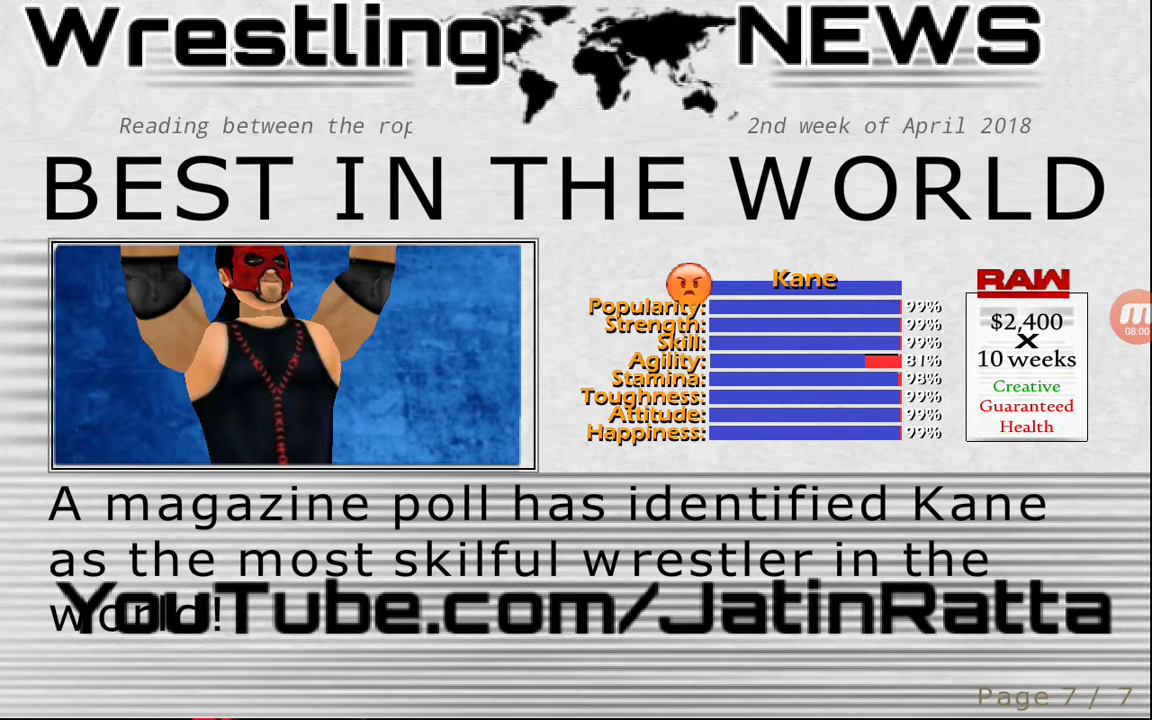 Wrestling NEWS
Reading between the rop
2nd week of April 2018
BEST IN THE WORLD
Kane
Popularity: 99%
Strength: 99%
Skill: 99%
Agility: 81%
Stamina: 98%
Toughness: 99%
Attitude: 99%
Happiness: 99%
RAW
$2,400
X
10 weeks
Creative
Guaranteed
Health
08:00
A magazine poll has identified Kane
as the most skilful wrestler in the
world!
YouTube.com/JatinRatta
Page 7 / 7